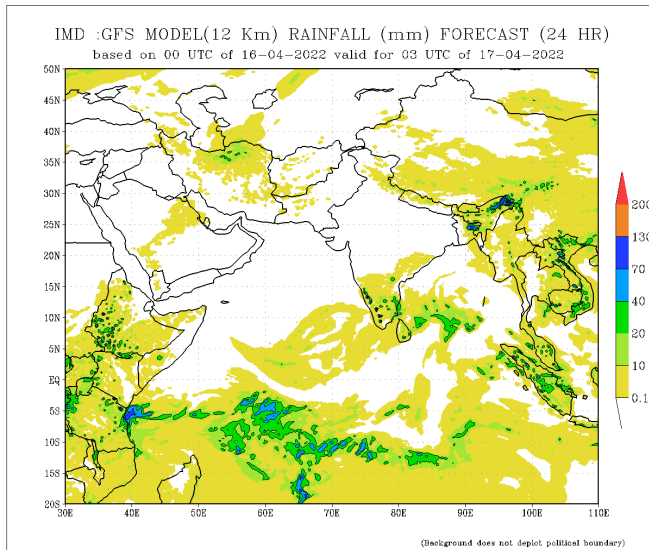 IMD :GFS MODEL(12 Km) RAINFALL (mm) FORECAST (24 HR)
based on 00 UTC of 16-04-2022 valid for 03 UTC of 17-04-2022
50N
45N
40N
35N
30N
25N
20N
15N
10N
5N
EQ
5S
10S
15S
20S
30E 40E 50E 60E 70E 80E 90E 100E 110E
200
130
70
40
20
10
0.1
(Background does not depict political boundary)